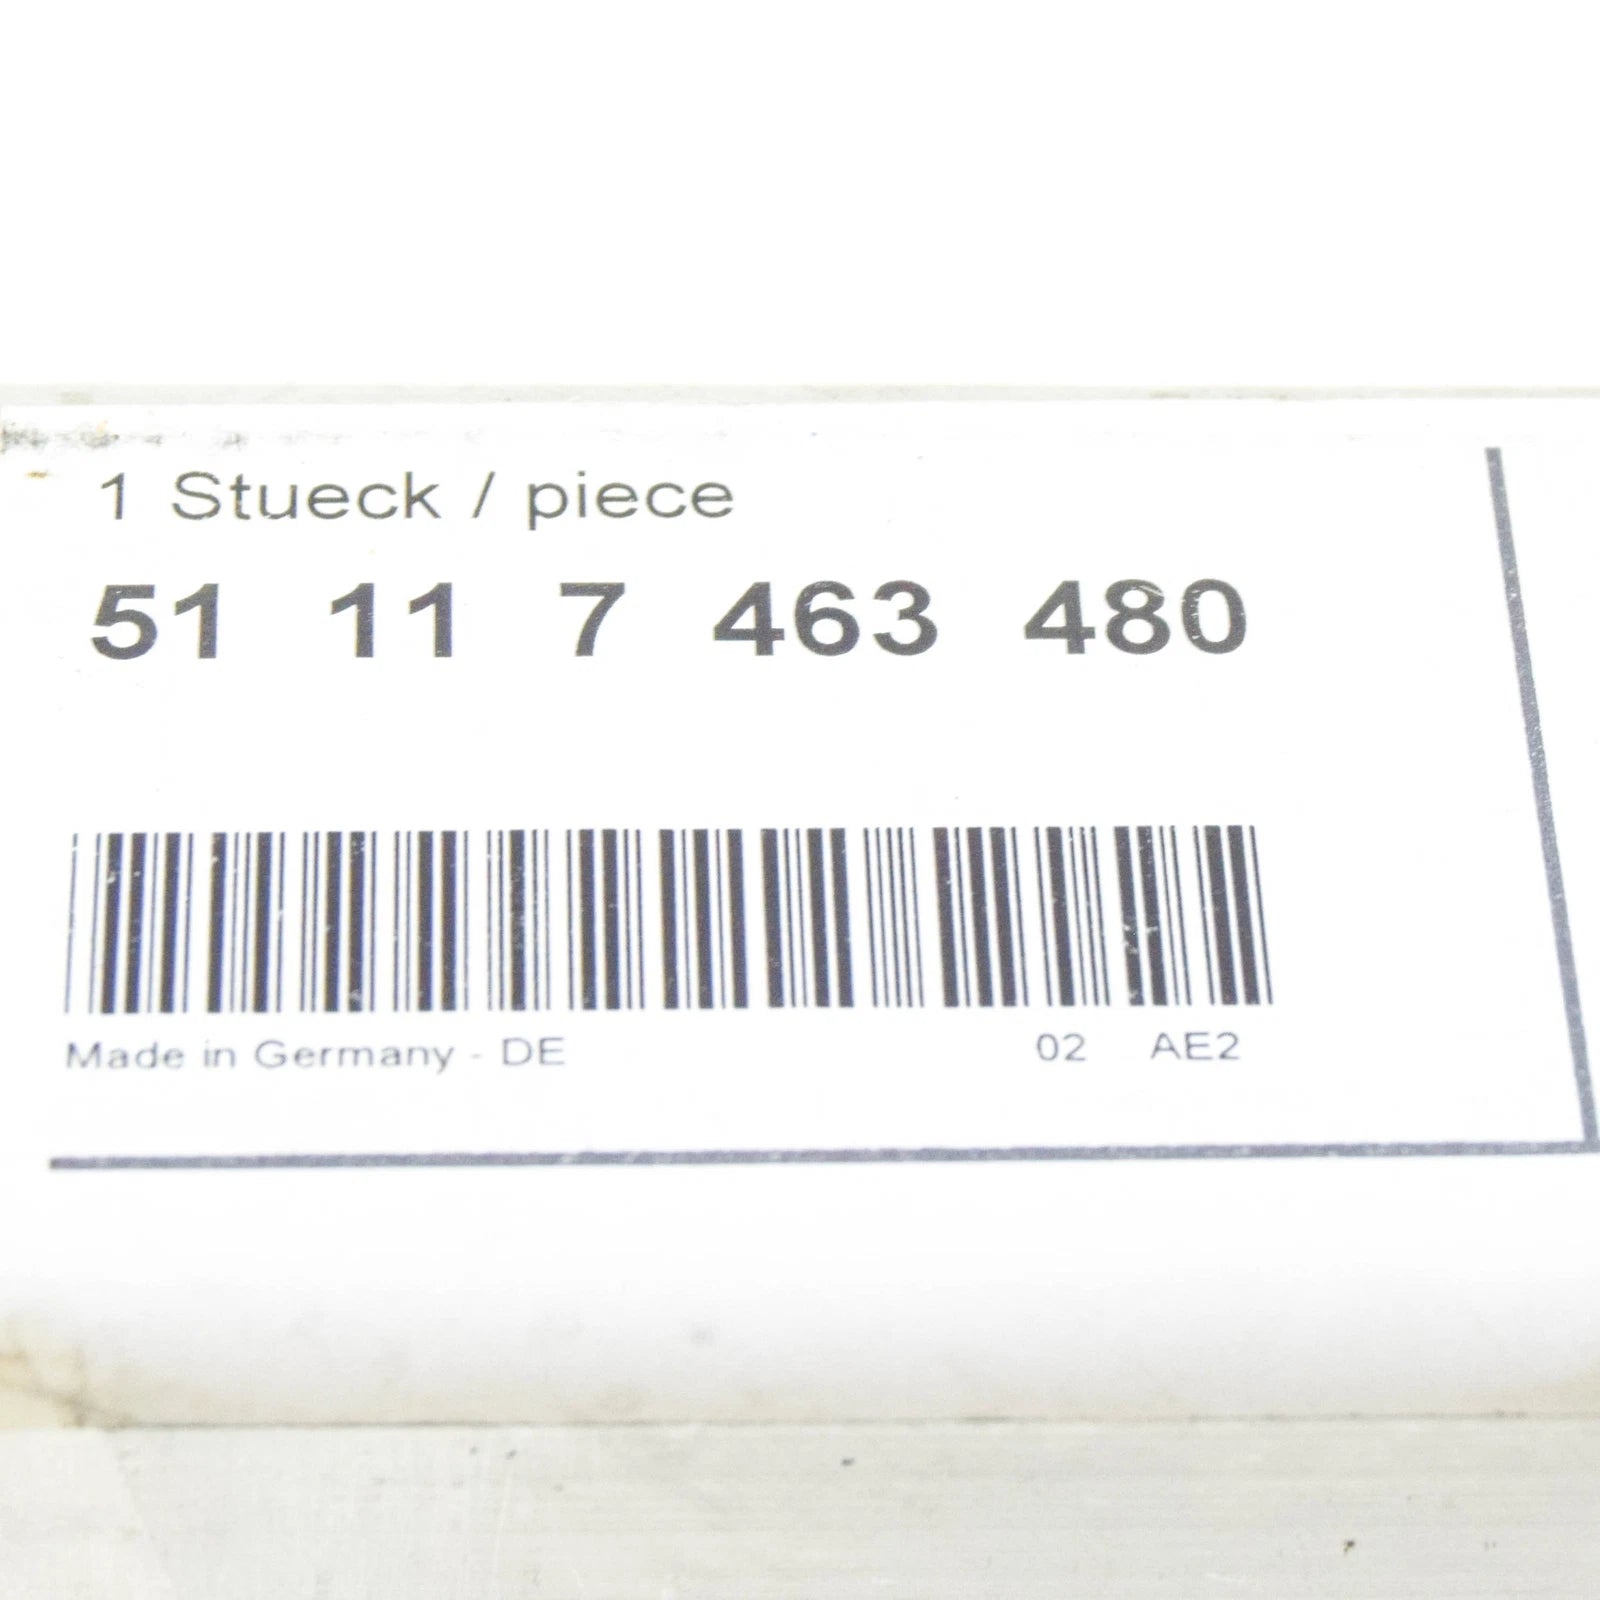 1 Stueck / piece
51 11 7 463 480
Made in Germany - DE 02 AE2